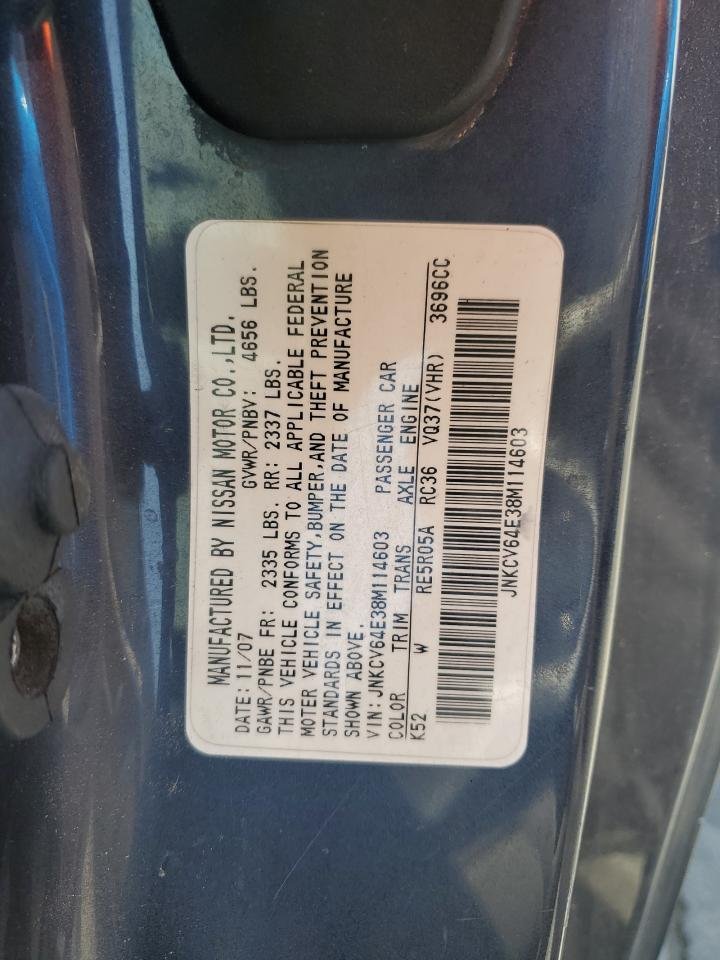 MANUFACTURED BY NISSAN MOTOR CO.,LTD.
DATE:11/07 GVWR/PNBV: 4656 LBS.
GAWR/PNBE FR: 2335 LBS. RR: 2337 LBS.
THIS VEHICLE CONFORMS TO ALL APPLICABLE FEDERAL
MOTER VEHICLE SAFETY,BUMPER,AND THEFT PREVENTION
STANDARDS IN EFFECT ON THE DATE OF MANUFACTURE
SHOWN ABOVE.
VIN:JNKCV64E38M114603 PASSENGER CAR
COLOR TRIM TRANS AXLE ENGINE
K52 W RE5R05A RC36 VQ37(VHR) 3696CC
JNKCV64E38M114603